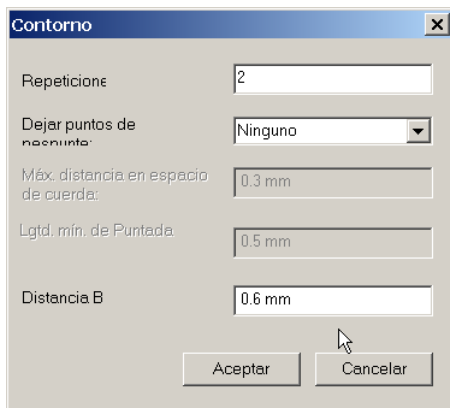 Contorno
Repeticione
2
Dejar puntos de
pespunte:
Ninguno
Máx. distancia en espacio
de cuerda:
0.3 mm
Lgtd. mín. de Puntada
0.5 mm
Distancia B
0.6 mm
Aceptar
Cancelar